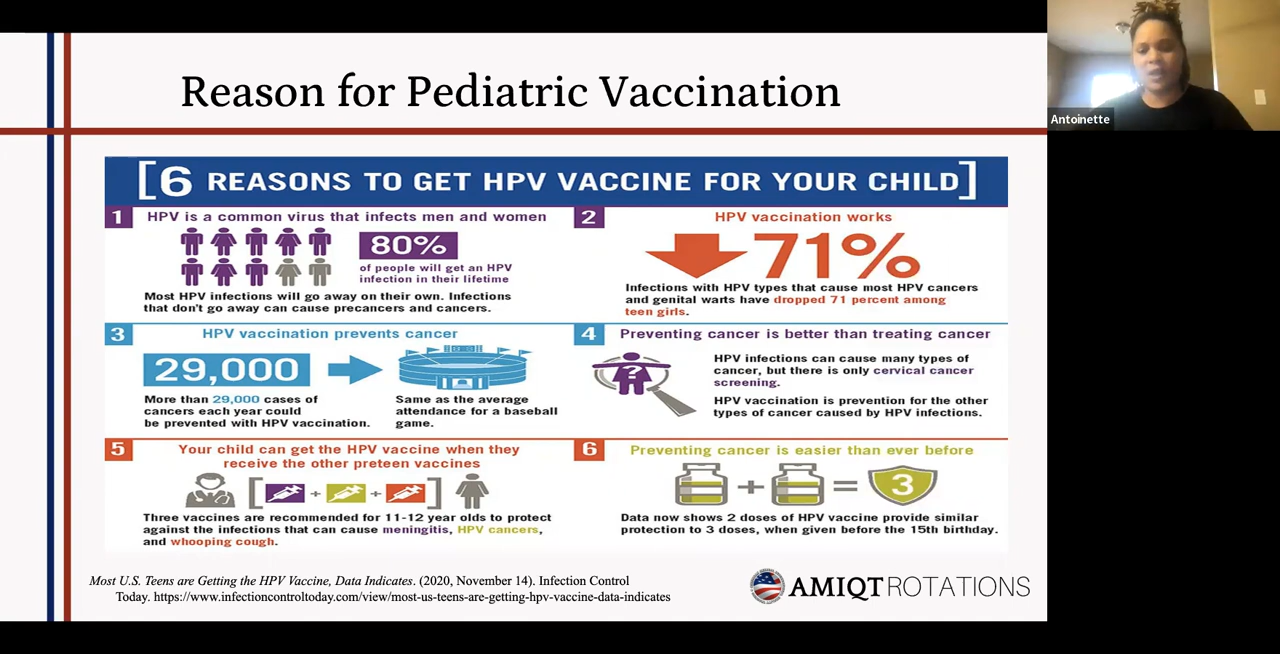 Reason for Pediatric Vaccination
Antoinette
[6 REASONS TO GET HPV VACCINE FOR YOUR CHILD]
1
HPV is a common virus that infects men and women
80%
of people will get an HPV
infection in their lifetime
Most HPV infections will go away on their own. Infections
that don't go away can cause precancers and cancers.
2
HPV vaccination works
71%
Infections with HPV types that cause most HPV cancers
and genital warts have dropped 71 percent among
teen girls.
3
HPV vaccination prevents cancer
29,000
More than 29,000 cases of
cancers each year could
be prevented with HPV vaccination.
Same as the average
attendance for a baseball
game.
4
Preventing cancer is better than treating cancer
?
HPV infections can cause many types of
cancer, but there is only cervical cancer
screening.
HPV vaccination is prevention for the other
types of cancer caused by HPV infections.
5
Your child can get the HPV vaccine when they
receive the other preteen vaccines
[ + + ]
Three vaccines are recommended for 11-12 year olds to protect
against the infections that can cause meningitis, HPV cancers,
and whooping cough.
6
Preventing cancer is easier than ever before
+ = 3
Data now shows 2 doses of HPV vaccine provide similar
protection to 3 doses, when given before the 15th birthday.
Most U.S. Teens are Getting the HPV Vaccine, Data Indicates. (2020, November 14). Infection Control
Today. https://www.infectioncontroltoday.com/view/most-us-teens-are-getting-hpv-vaccine-data-indicates
AMIQT ROTATIONS